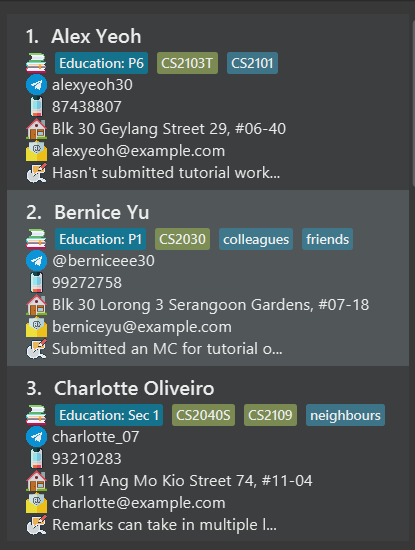 1. Alex Yeoh
Education: P6 CS2103T CS2101
alexyeoh30
87438807
Blk 30 Geylang Street 29, #06-40
alexyeoh@example.com
Hasn't submitted tutorial work...
2. Bernice Yu
Education: P1 CS2030 colleagues friends
@berniceee30
99272758
Blk 30 Lorong 3 Serangoon Gardens, #07-18
berniceyu@example.com
Submitted an MC for tutorial o...
3. Charlotte Oliveiro
Education: Sec 1 CS2040S CS2109 neighbours
charlotte_07
93210283
Blk 11 Ang Mo Kio Street 74, #11-04
charlotte@example.com
Remarks can take in multiple l...